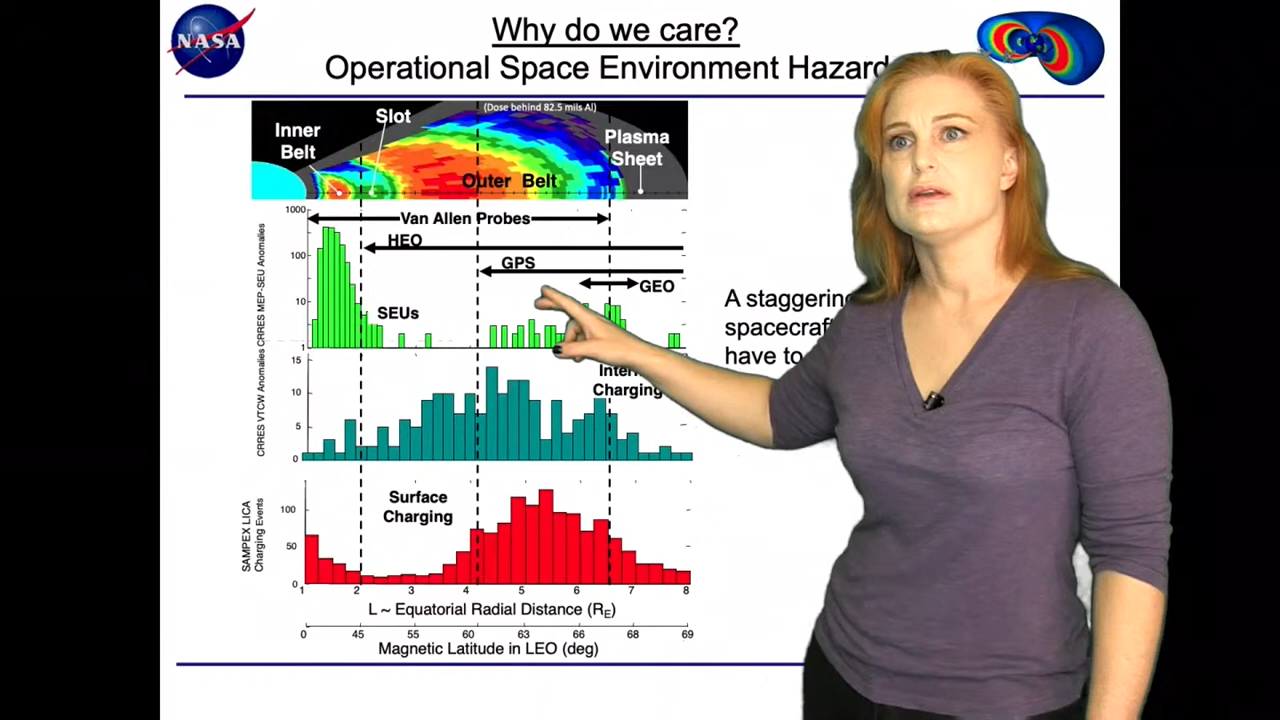 NASA
Why do we care?
Operational Space Environment Hazard
(Dose behind 82.5 mils Al)
Inner
Belt
Slot
Plasma
Sheet
Outer Belt
Van Allen Probes
HEO
GPS
GEO
SEUs
CRRES MEP-SEU Anomalies
1000
100
10
1
A staggering
spacecraft
have to
Internal
Charging
CRRES VTCW Anomalies
15
10
5
0
Surface
Charging
SAMPEX LICA
Charging Events
100
50
0
1 2 3 4 5 6 7 8
L ~ Equatorial Radial Distance (RE)
0 45 55 60 63 66 68 69
Magnetic Latitude in LEO (deg)